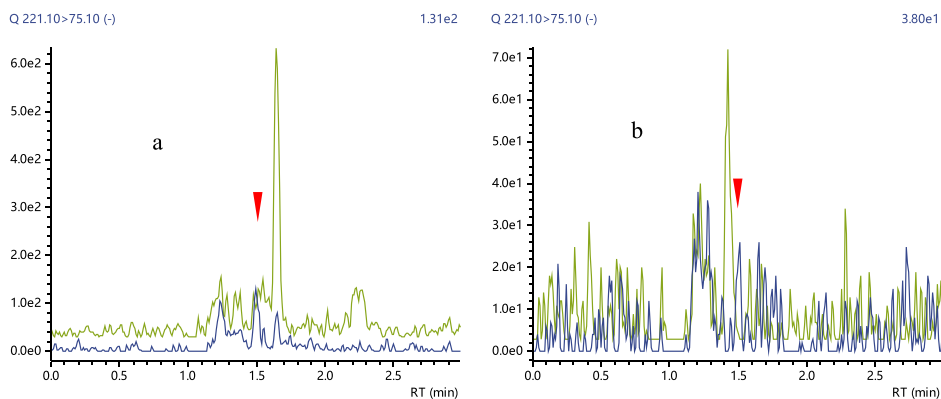 Q 221.10>75.10 (-) 1.31e2
6.0e2
5.0e2
4.0e2
3.0e2
2.0e2
1.0e2
0.0e0
a
0.0 0.5 1.0 1.5 2.0 2.5
RT (min)
Q 221.10>75.10 (-) 3.80e1
7.0e1
6.0e1
5.0e1
4.0e1
3.0e1
2.0e1
1.0e1
0.0e0
b
0.0 0.5 1.0 1.5 2.0 2.5
RT (min)